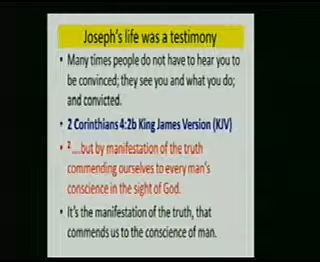 Joseph's life was a testimony
• Many times people do not have to hear you to
be convinced; they see you and what you do;
and convicted.
• 2 Corinthians 4:2b King James Version (KJV)
• 2....but by manifestation of the truth
commending ourselves to every man's
conscience in the sight of God.
• It's the manifestation of the truth, that
commends us to the conscience of man.